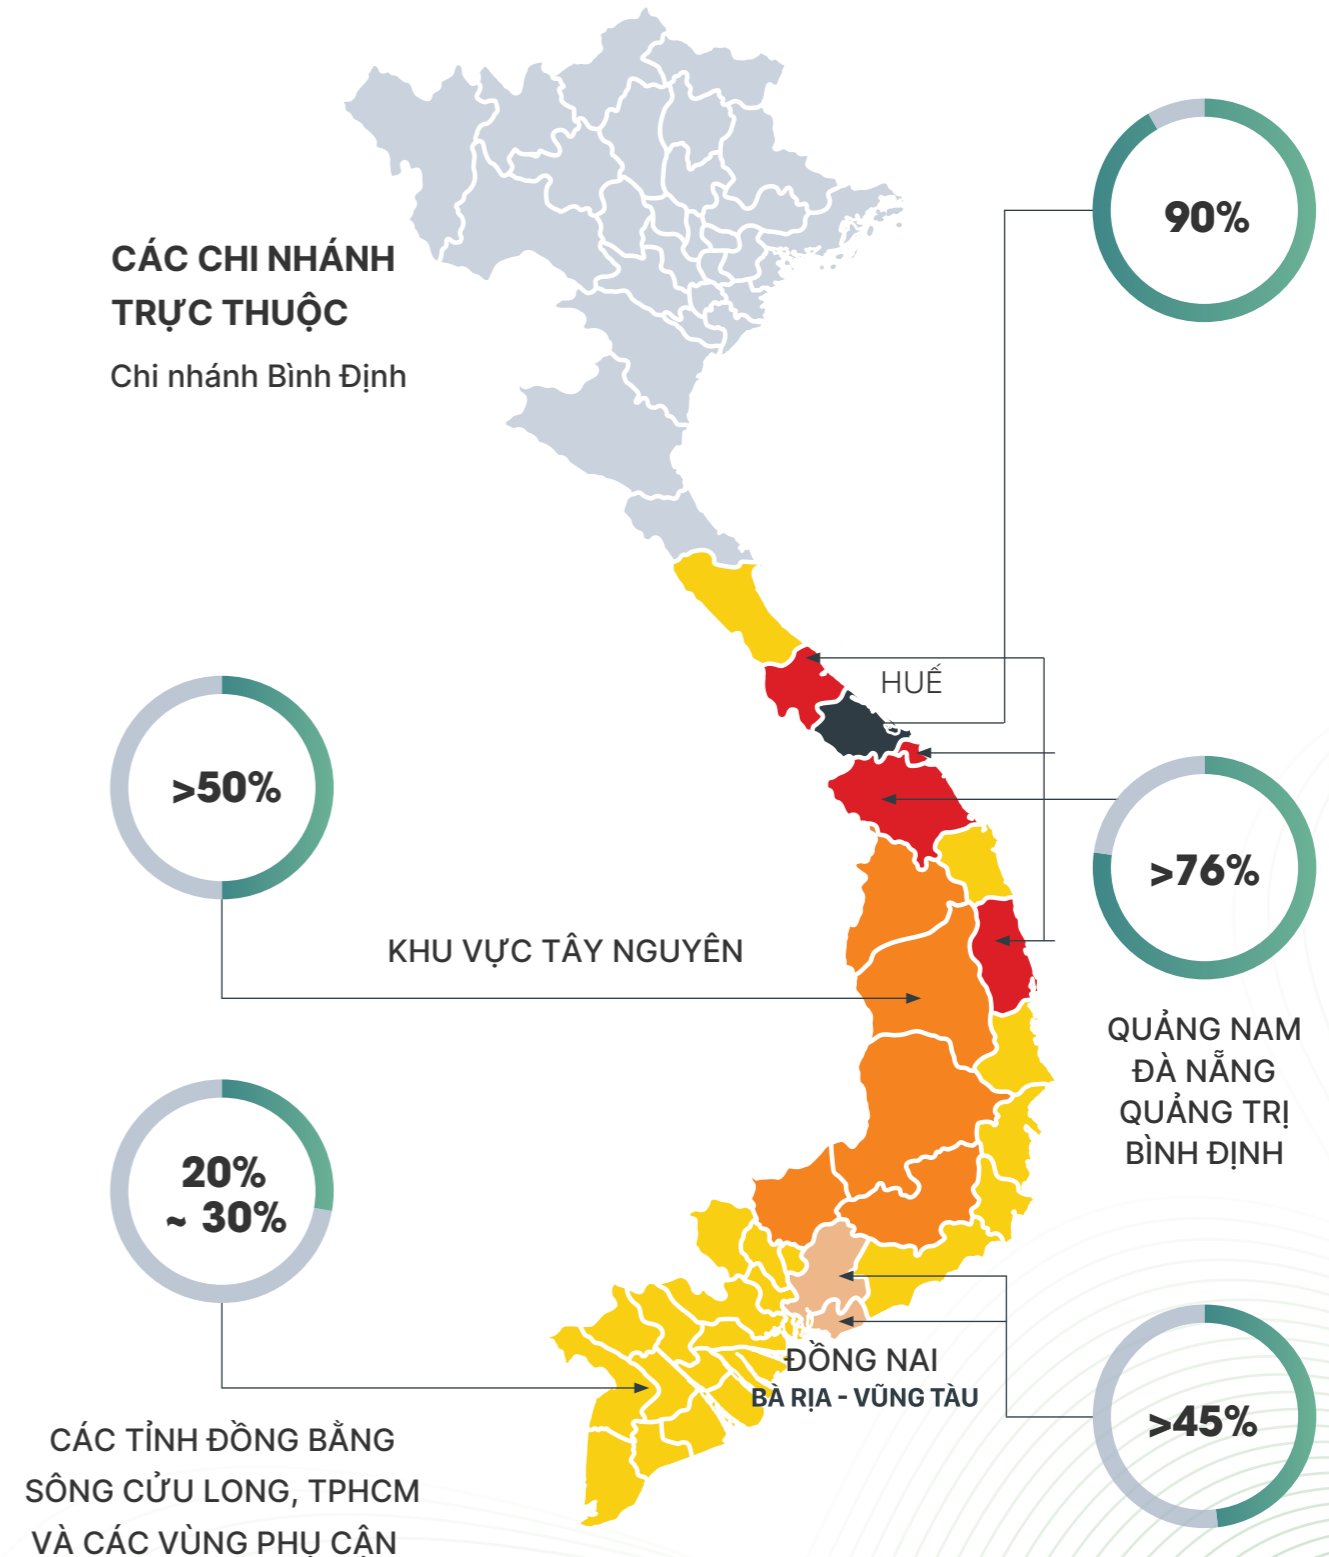 CÁC CHI NHÁNH
TRỰC THUỘC
Chi nhánh Bình Định
90%
HUẾ
>50%
KHU VỰC TÂY NGUYÊN
>76%
QUẢNG NAM
ĐÀ NẴNG
QUẢNG TRỊ
BÌNH ĐỊNH
20%
~ 30%
CÁC TỈNH ĐỒNG BẰNG
SÔNG CỬU LONG, TPHCM
VÀ CÁC VÙNG PHỤ CẬN
ĐỒNG NAI
BÀ RỊA - VŨNG TÀU
>45%